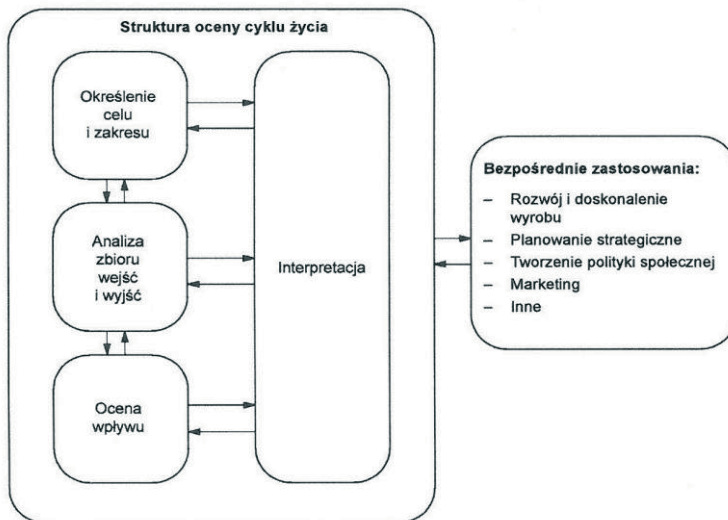 Struktura oceny cyklu życia
Określenie
celu
i zakresu
Analiza
zbioru
wejść
i wyjść
Ocena
wpływu
Interpretacja
Bezpośrednie zastosowania:
– Rozwój i doskonalenie
wyrobu
– Planowanie strategiczne
– Tworzenie polityki społecznej
– Marketing
– Inne